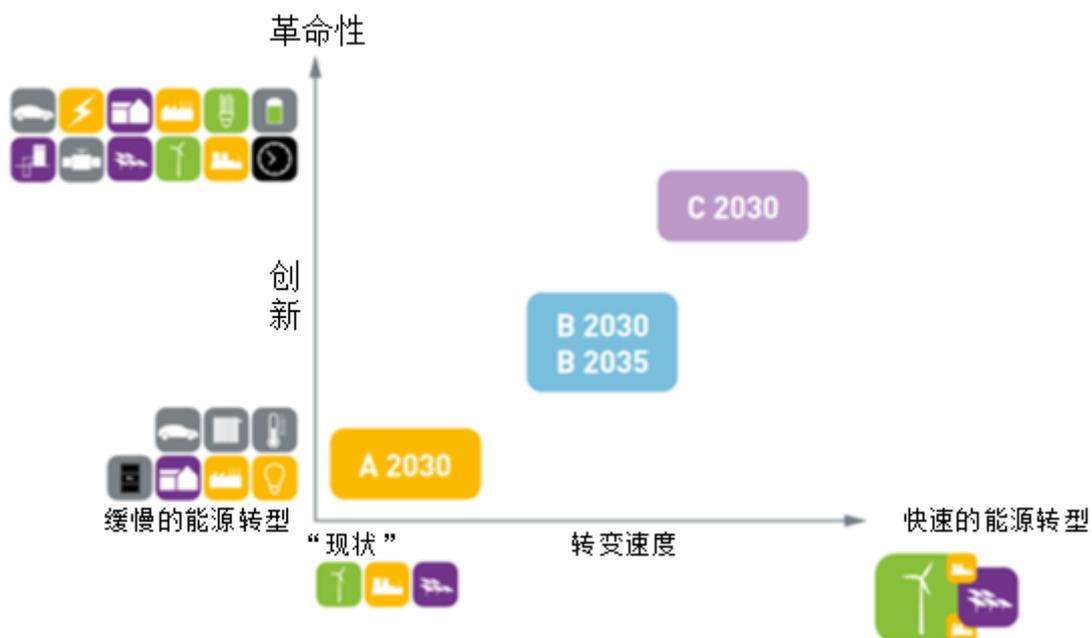 革命性
C 2030
创
新
B 2030
B 2035
A 2030
缓慢的能源转型
快速的能源转型
“现状”
转变速度